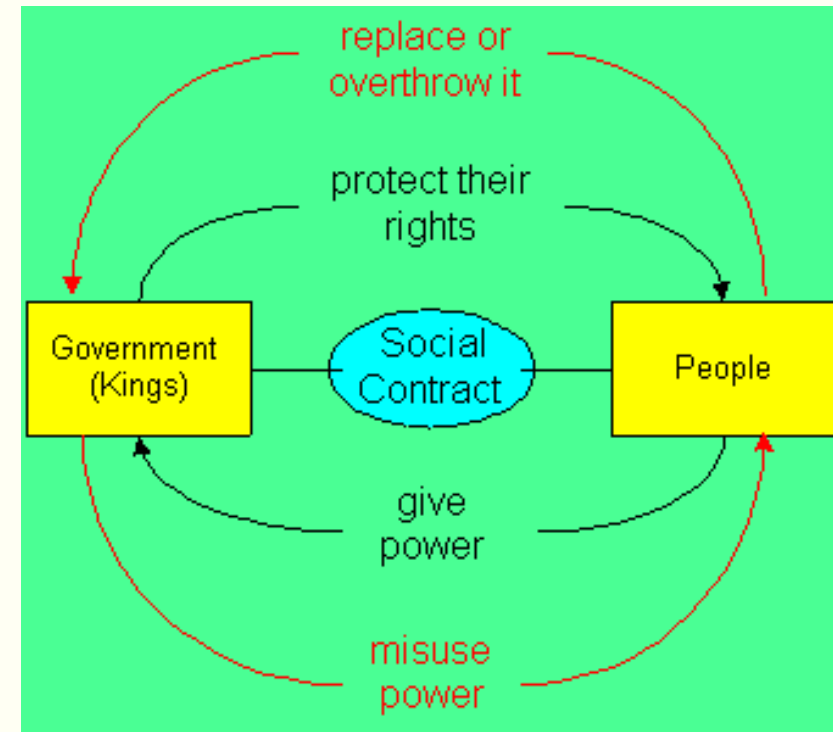 replace or
overthrow it
protect their
rights
Government
(Kings)
Social
Contract
People
give
power
misuse
power